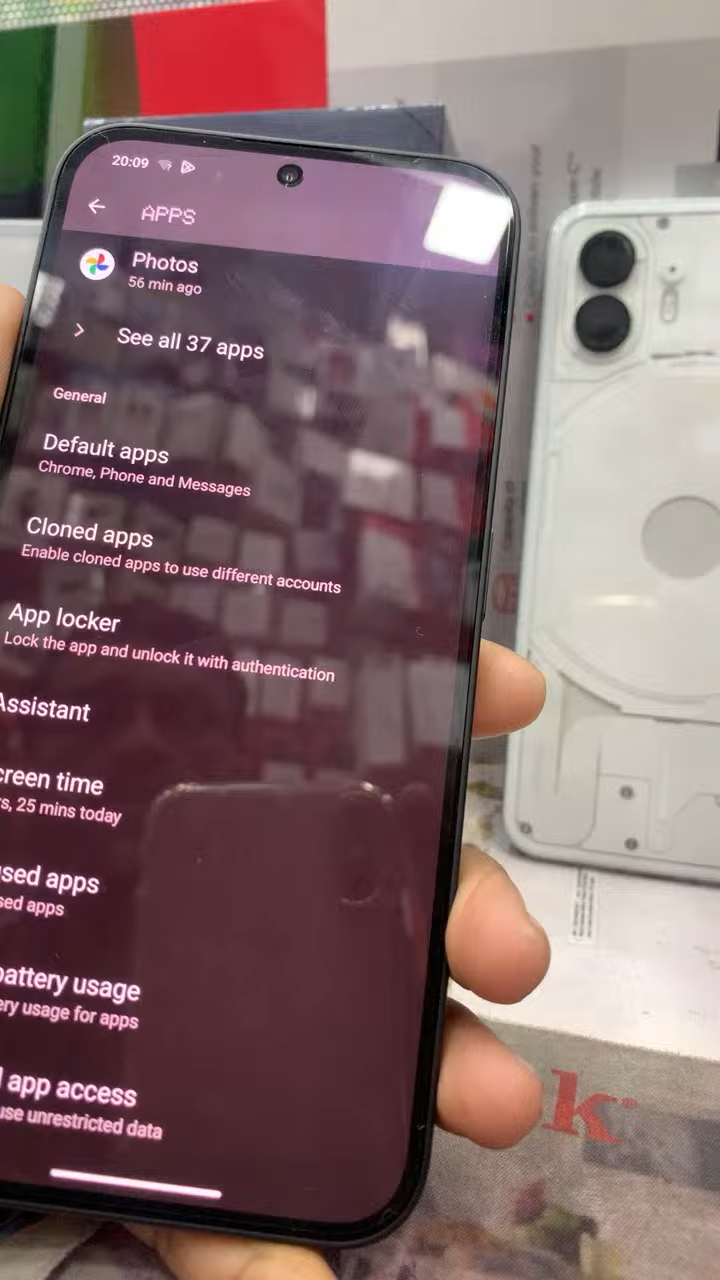 20:09
APPS
Photos
56 min ago
See all 37 apps
General
Default apps
Chrome, Phone and Messages
Cloned apps
Enable cloned apps to use different accounts
App locker
Lock the app and unlock it with authentication
Assistant
creen time
s, 25 mins today
used apps
sed apps
battery usage
ery usage for apps
app access
use unrestricted data
k